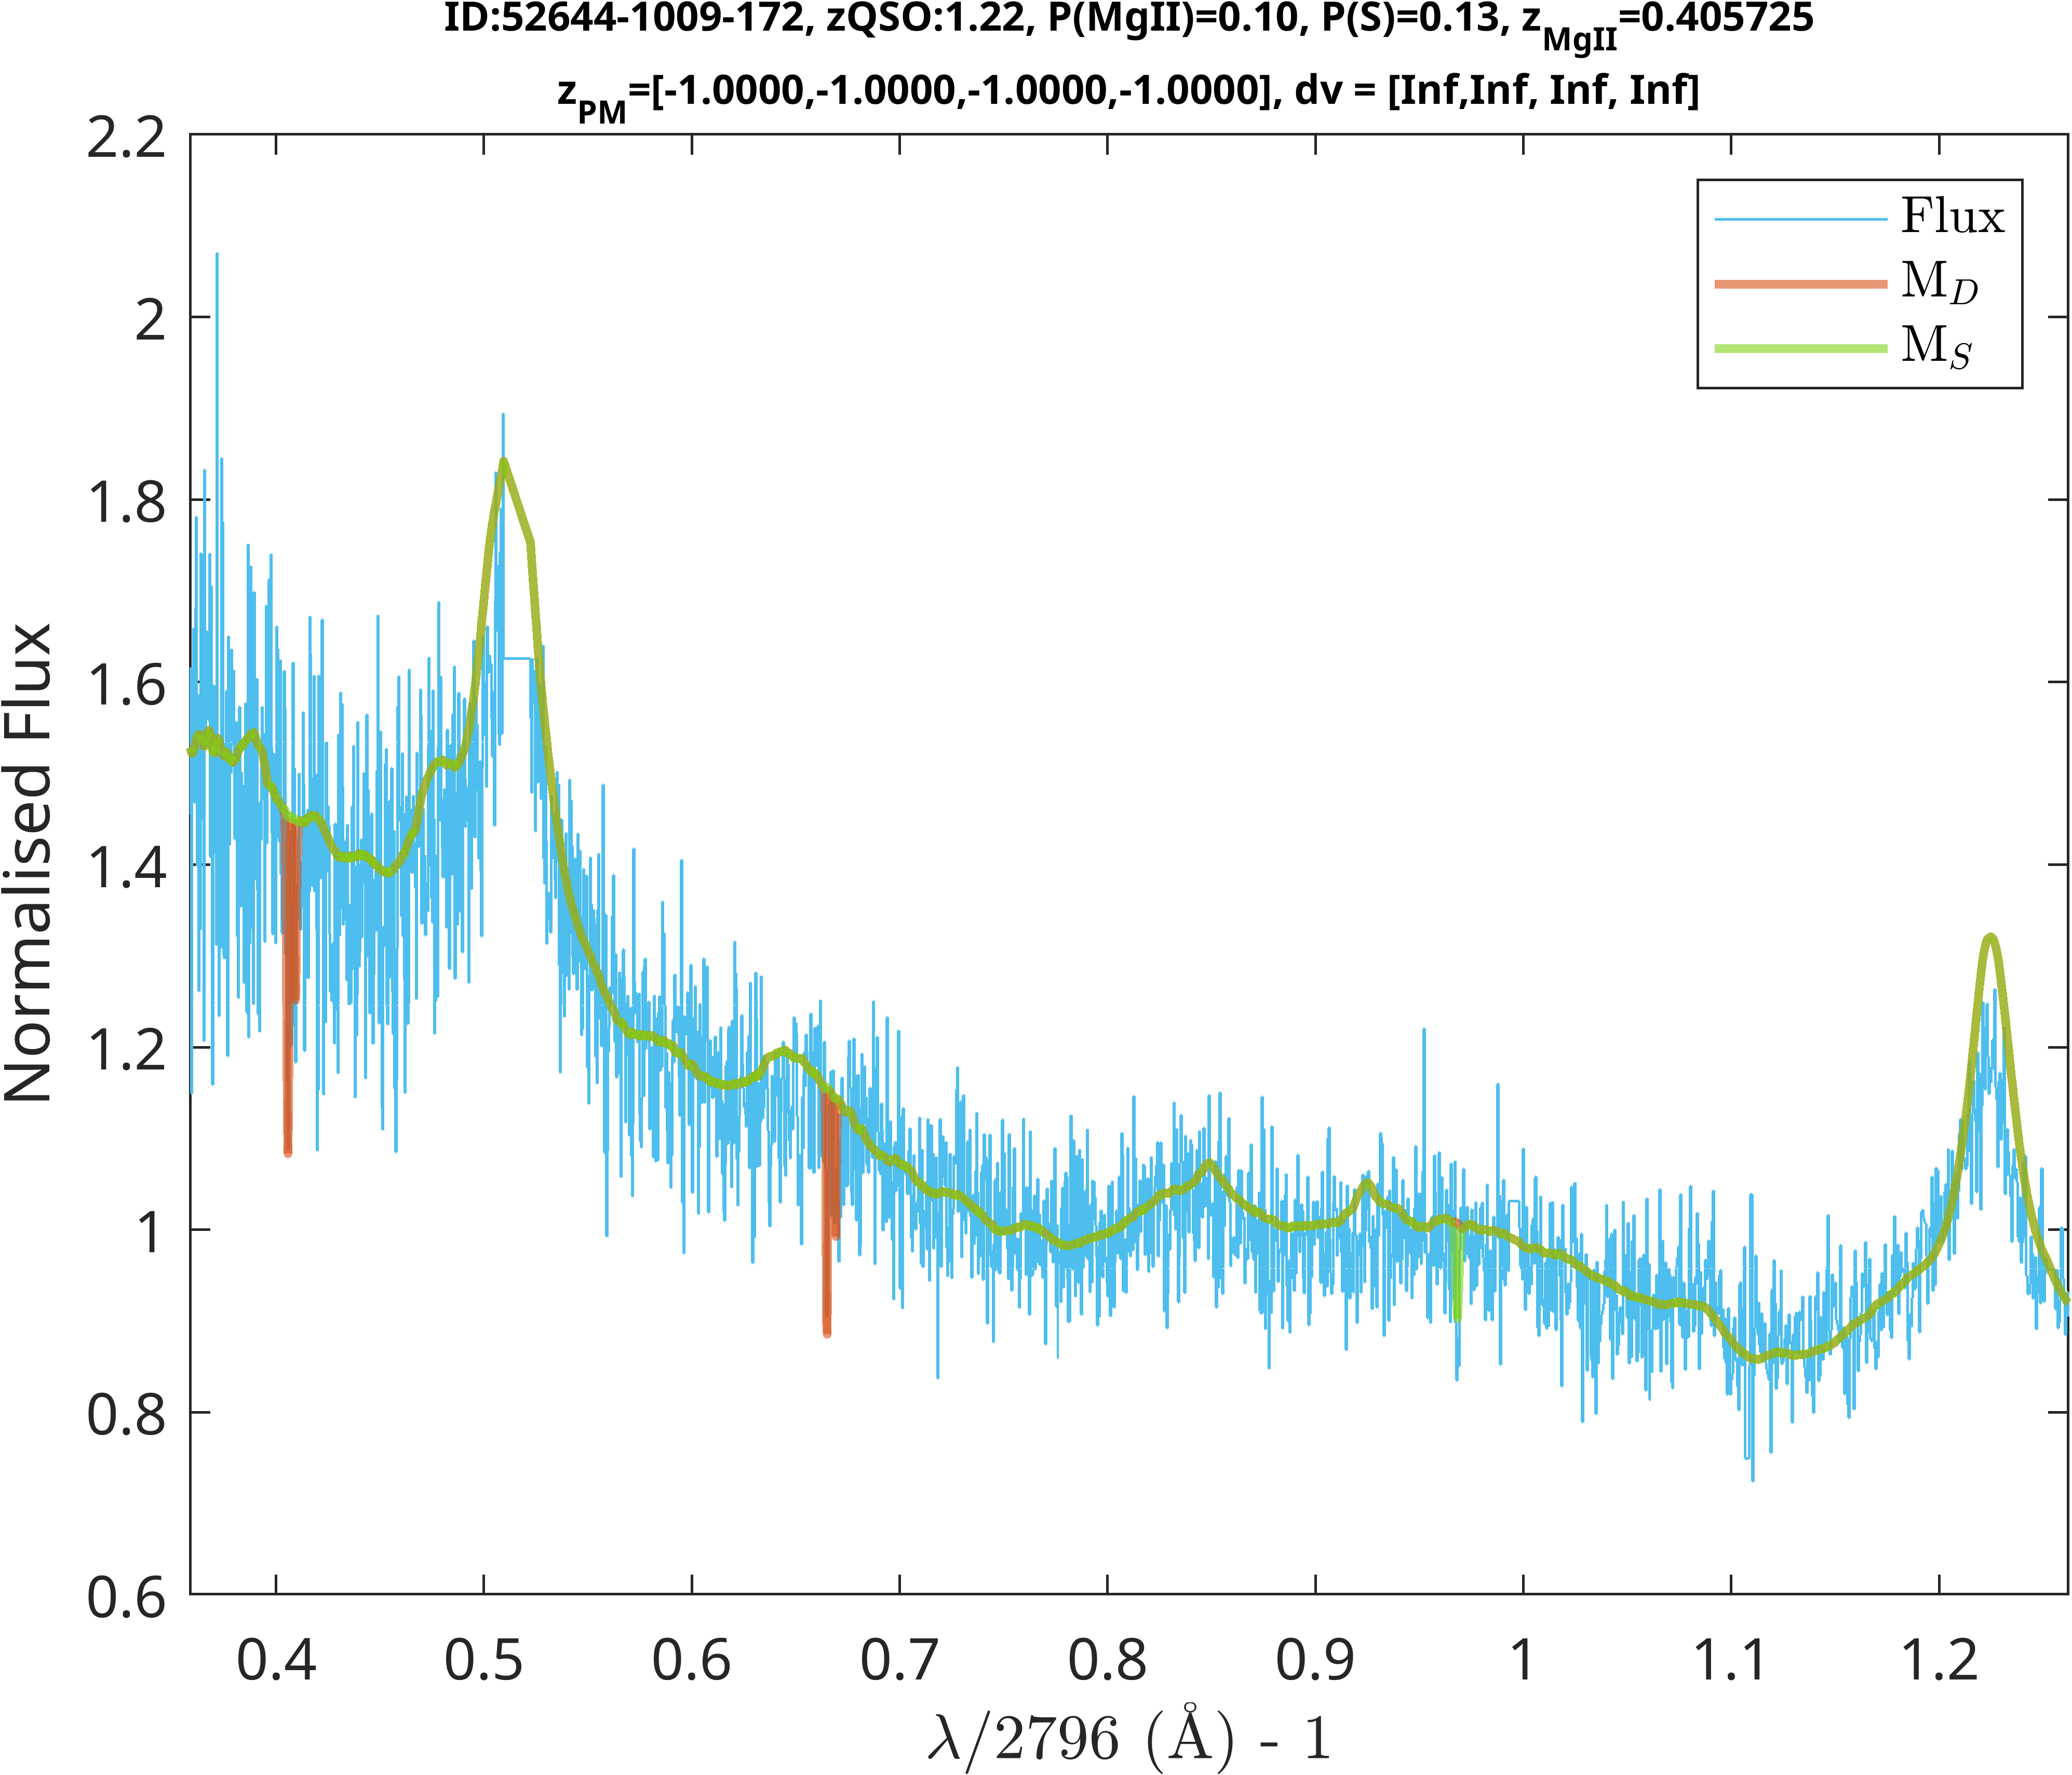 ID:52644-1009-172, zQSO:1.22, P(MgII)=0.10, P(S)=0.13, zMgII=0.405725
zPM=[-1.0000,-1.0000,-1.0000,-1.0000], dv = [Inf,Inf, Inf, Inf]
2.2
2
1.8
1.6
1.4
1.2
1
0.8
0.6
Normalised Flux
Flux
MD
MS
0.4 0.5 0.6 0.7 0.8 0.9 1 1.1 1.2
λ/2796 (Å) - 1